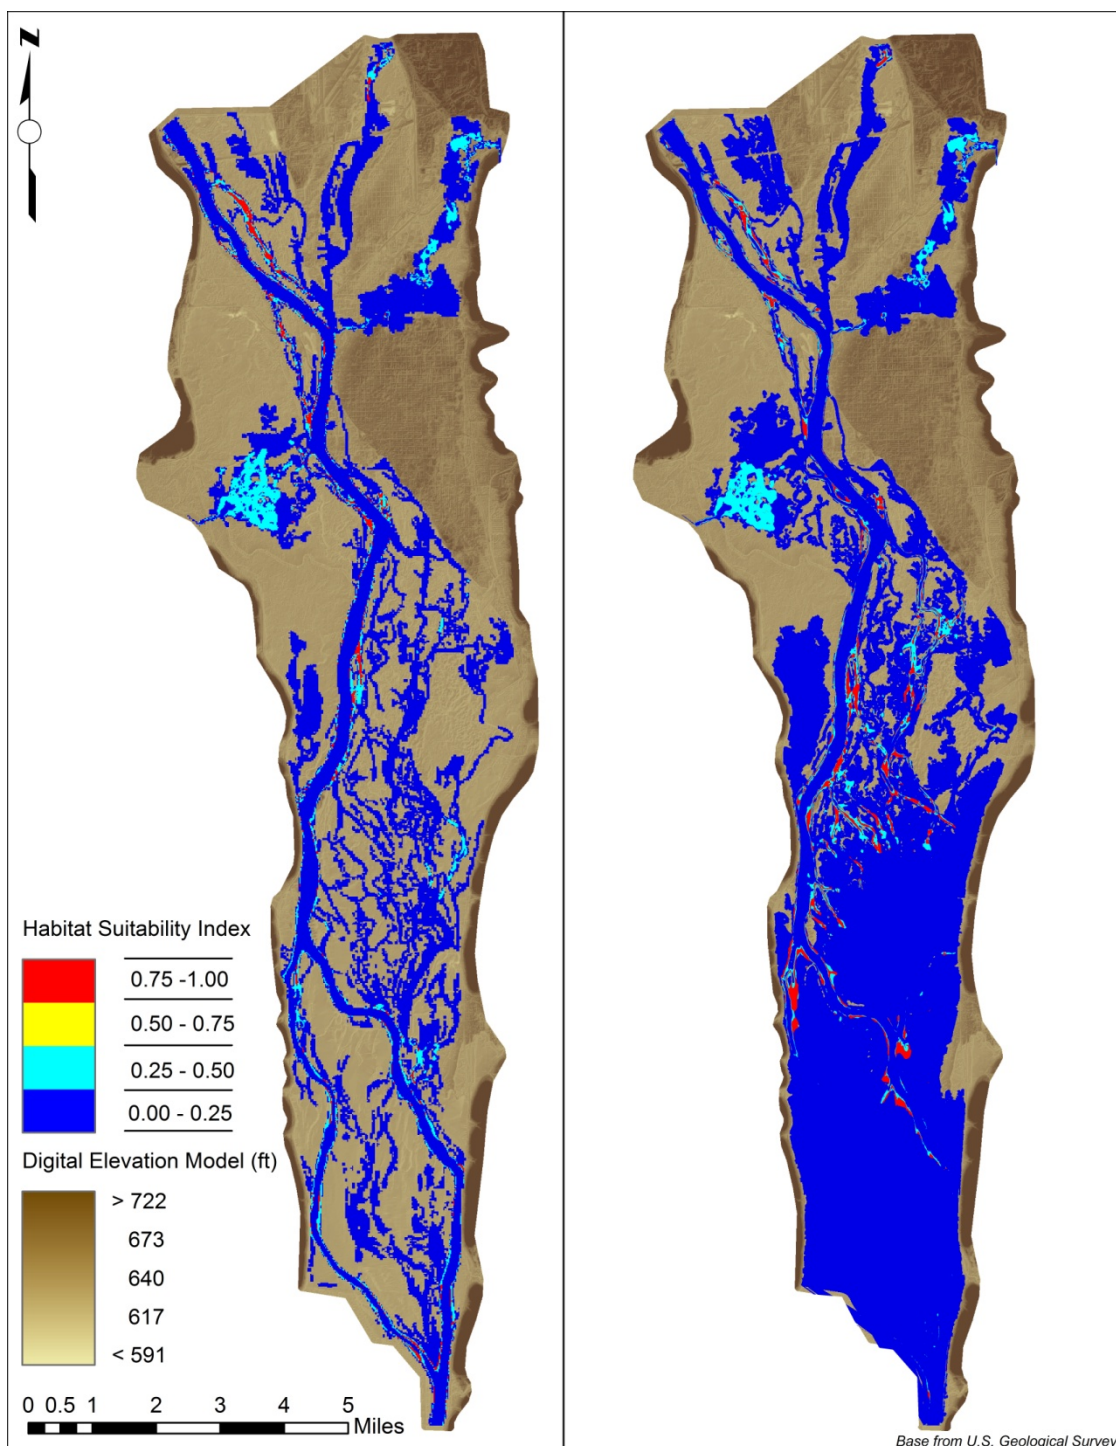 N
Habitat Suitability Index
0.75 -1.00
0.50 - 0.75
0.25 - 0.50
0.00 - 0.25
Digital Elevation Model (ft)
> 722
673
640
617
< 591
0 0.5 1 2 3 4 5
Miles
Base from U.S. Geological Survey